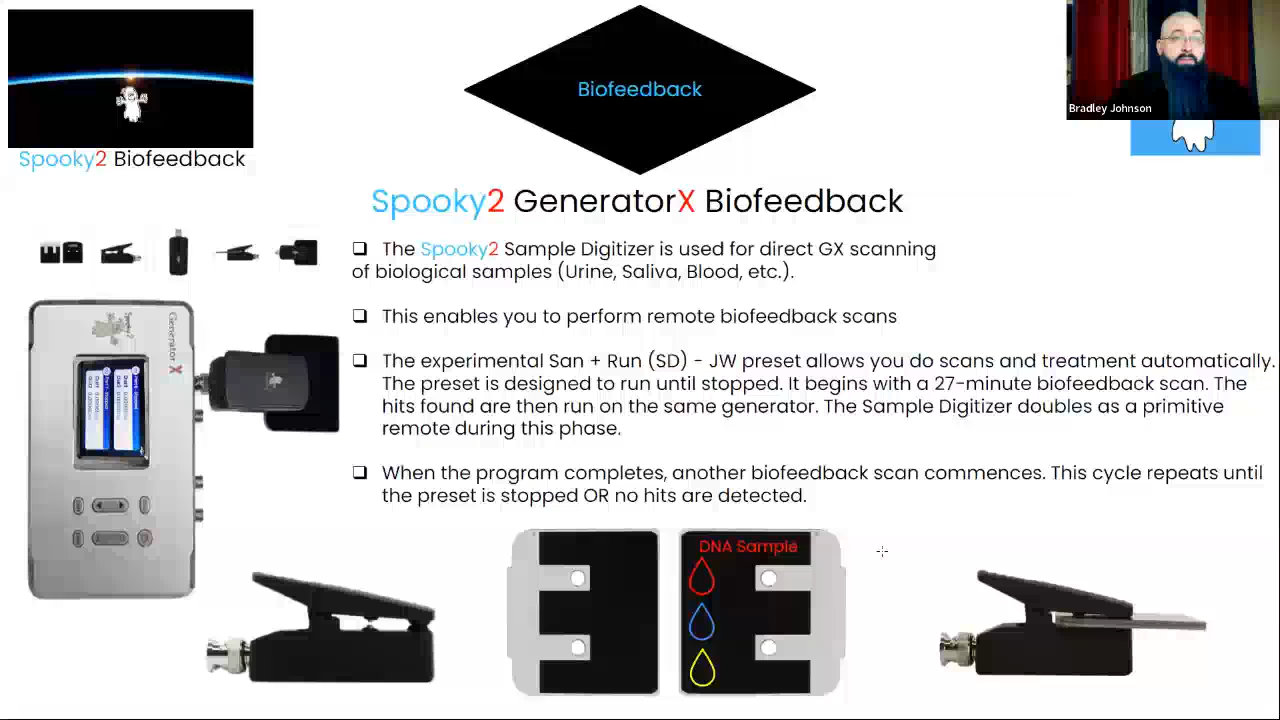 Biofeedback
Bradley Johnson
Spooky2 Biofeedback
Spooky2 GeneratorX Biofeedback
The Spooky2 Sample Digitizer is used for direct GX scanning
of biological samples (Urine, Saliva, Blood, etc.).
This enables you to perform remote biofeedback scans
The experimental San + Run (SD) - JW preset allows you do scans and treatment automatically.
The preset is designed to run until stopped. It begins with a 27-minute biofeedback scan. The
hits found are then run on the same generator. The Sample Digitizer doubles as a primitive
remote during this phase.
When the program completes, another biofeedback scan commences. This cycle repeats until
the preset is stopped OR no hits are detected.
Generator X
DNA Sample